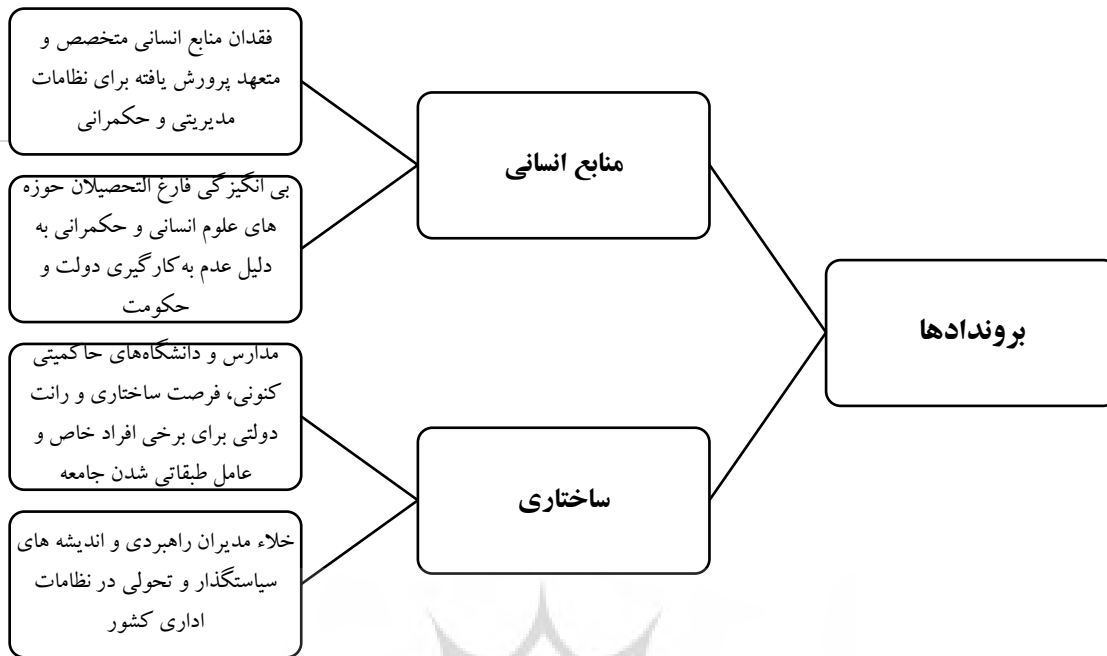 بروندادها
منابع انسانی
فقدان منابع انسانی متخصص و
متعهد پرورش یافته برای نظامات
مدیریتی و حکمرانی
بی انگیزگی فارغ التحصیلان حوزه
های علوم انسانی و حکمرانی به
دلیل عدم به‌کارگیری دولت و
حکومت
ساختاری
مدارس و دانشگاه‌های حاکمیتی
کنونی، فرصت ساختاری و رانت
دولتی برای برخی افراد خاص و
عامل طبقاتی شدن جامعه
خلاء مدیران راهبردی و اندیشه های
سیاستگذار و تحولی در نظامات
اداری کشور